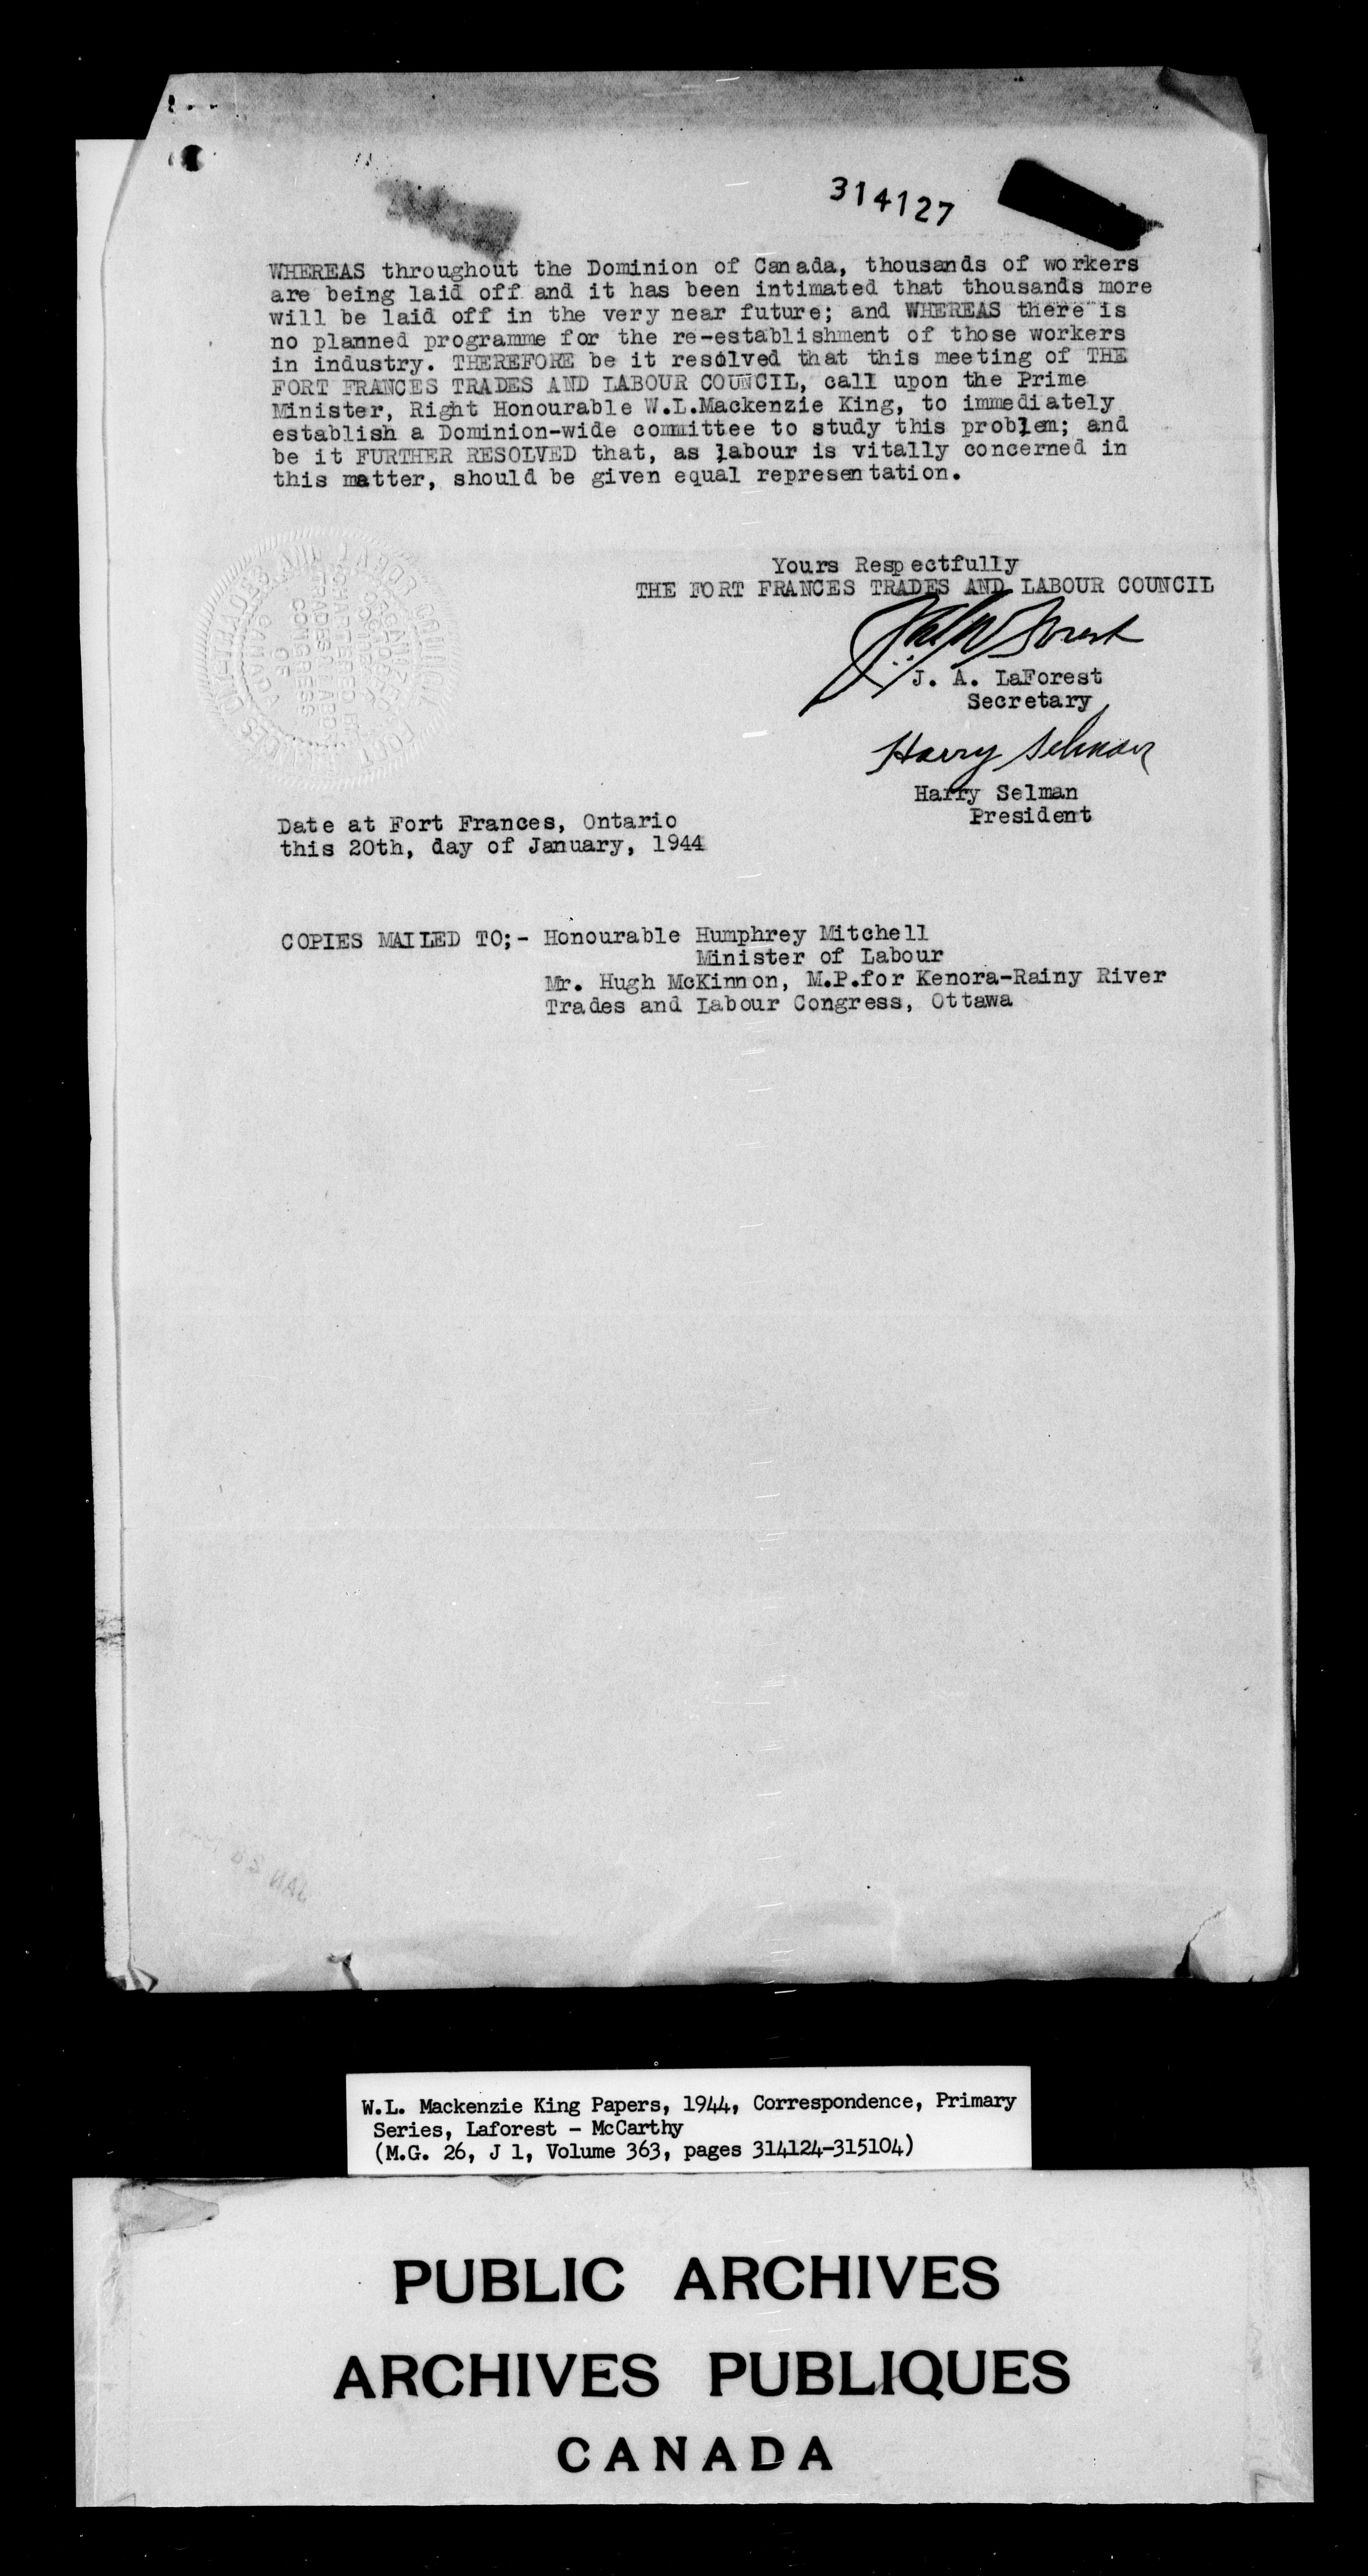 314127
WHEREAS throughout the Dominion of Canada, thousands of workers
are being laid off and it has been intimated that thousands more
will be laid off in the very near future; and WHEREAS there is
no planned programme for the re-establishment of those workers
in industry. THEREFORE be it resolved that this meeting of THE
FORT FRANCES TRADES AND LABOUR COUNCIL, call upon the Prime
Minister, Right Honourable W.L.Mackenzie King, to immediately
establish a Dominion-wide committee to study this problem; and
be it FURTHER RESOLVED that, as labour is vitally concerned in
this matter, should be given equal representation.
CHARTERED BY
TRADES & LABOR
CONGRESS
OF
CANADA
Yours Respectfully
THE FORT FRANCES TRADES AND LABOUR COUNCIL
J. A. LaForest
Secretary
Harry Selman
Harry Selman
President
Date at Fort Frances, Ontario
this 20th, day of January, 1944
COPIES MAILED TO;- Honourable Humphrey Mitchell
Minister of Labour
Mr. Hugh McKinnon, M.P.for Kenora-Rainy River
Trades and Labour Congress, Ottawa
W.L. Mackenzie King Papers, 1944, Correspondence, Primary
Series, Laforest - McCarthy
(M.G. 26, J 1, Volume 363, pages 314124-315104)
PUBLIC ARCHIVES
ARCHIVES PUBLIQUES
CANADA